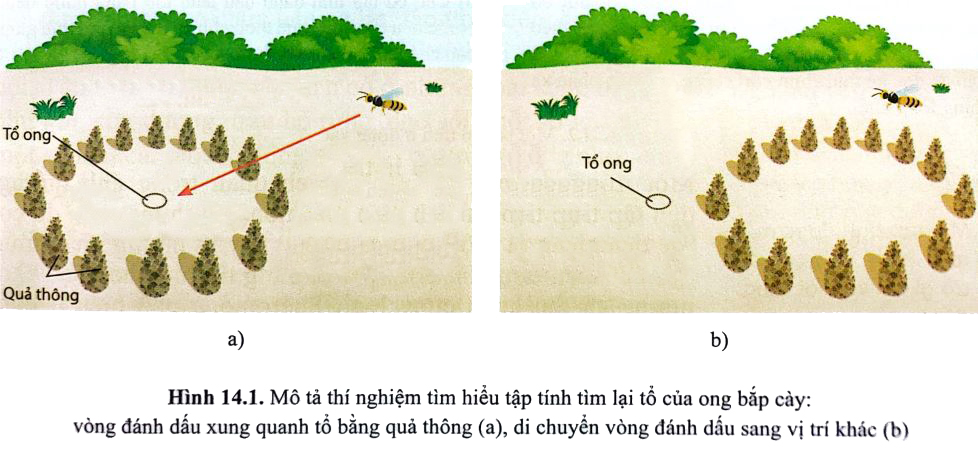 Tổ ong
Quả thông
a)
Tổ ong
b)
Hình 14.1. Mô tả thí nghiệm tìm hiểu tập tính tìm lại tổ của ong bắp cày:
vòng đánh dấu xung quanh tổ bằng quả thông (a), di chuyển vòng đánh dấu sang vị trí khác (b)